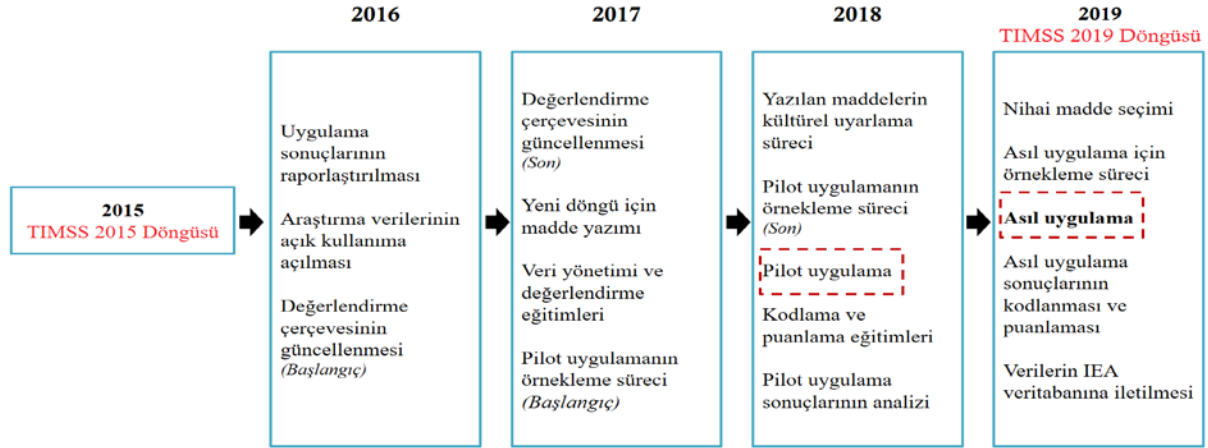 2015
TIMSS 2015 Döngüsü
2016
Uygulama
sonuçlarının
raporlaştırılması
Araştırma verilerinin
açık kullanıma
açılması
Değerlendirme
çerçevesinin
güncellenmesi
(Başlangıç)
2017
Değerlendirme
çerçevesinin
güncellenmesi
(Son)
Yeni döngü için
madde yazımı
Veri yönetimi ve
değerlendirme
eğitimleri
Pilot uygulamanın
örnekleme süreci
(Başlangıç)
2018
Yazılan maddelerin
kültürel uyarlama
süreci
Pilot uygulamanın
örnekleme süreci
(Son)
Pilot uygulama
Kodlama ve
puanlama eğitimleri
Pilot uygulama
sonuçlarının analizi
2019
TIMSS 2019 Döngüsü
Nihai madde seçimi
Asıl uygulama için
örnekleme süreci
Asıl uygulama
Asıl uygulama
sonuçlarının
kodlanması ve
puanlaması
Verilerin IEA
veritabanına iletilmesi